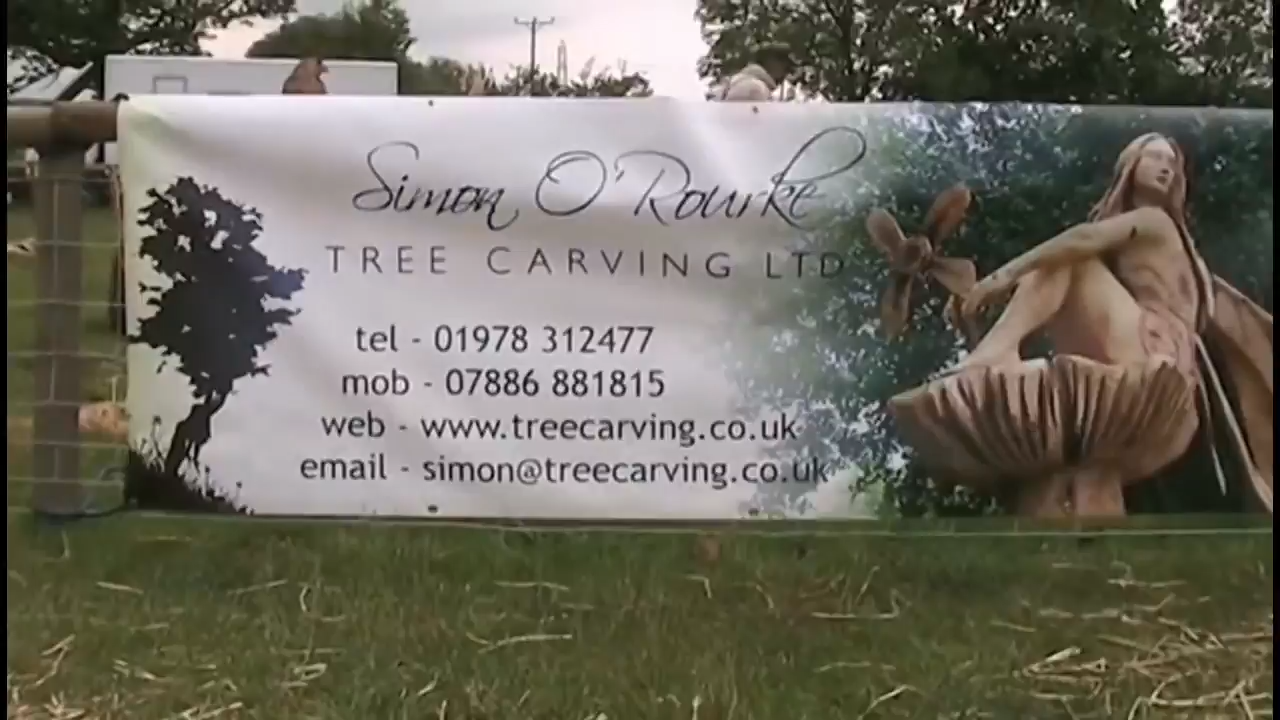 Simon O'Rourke
TREE CARVING LTD
tel - 01978 312477
mob - 07886 881815
web - www.treecarving.co.uk
email - simon@treecarving.co.uk